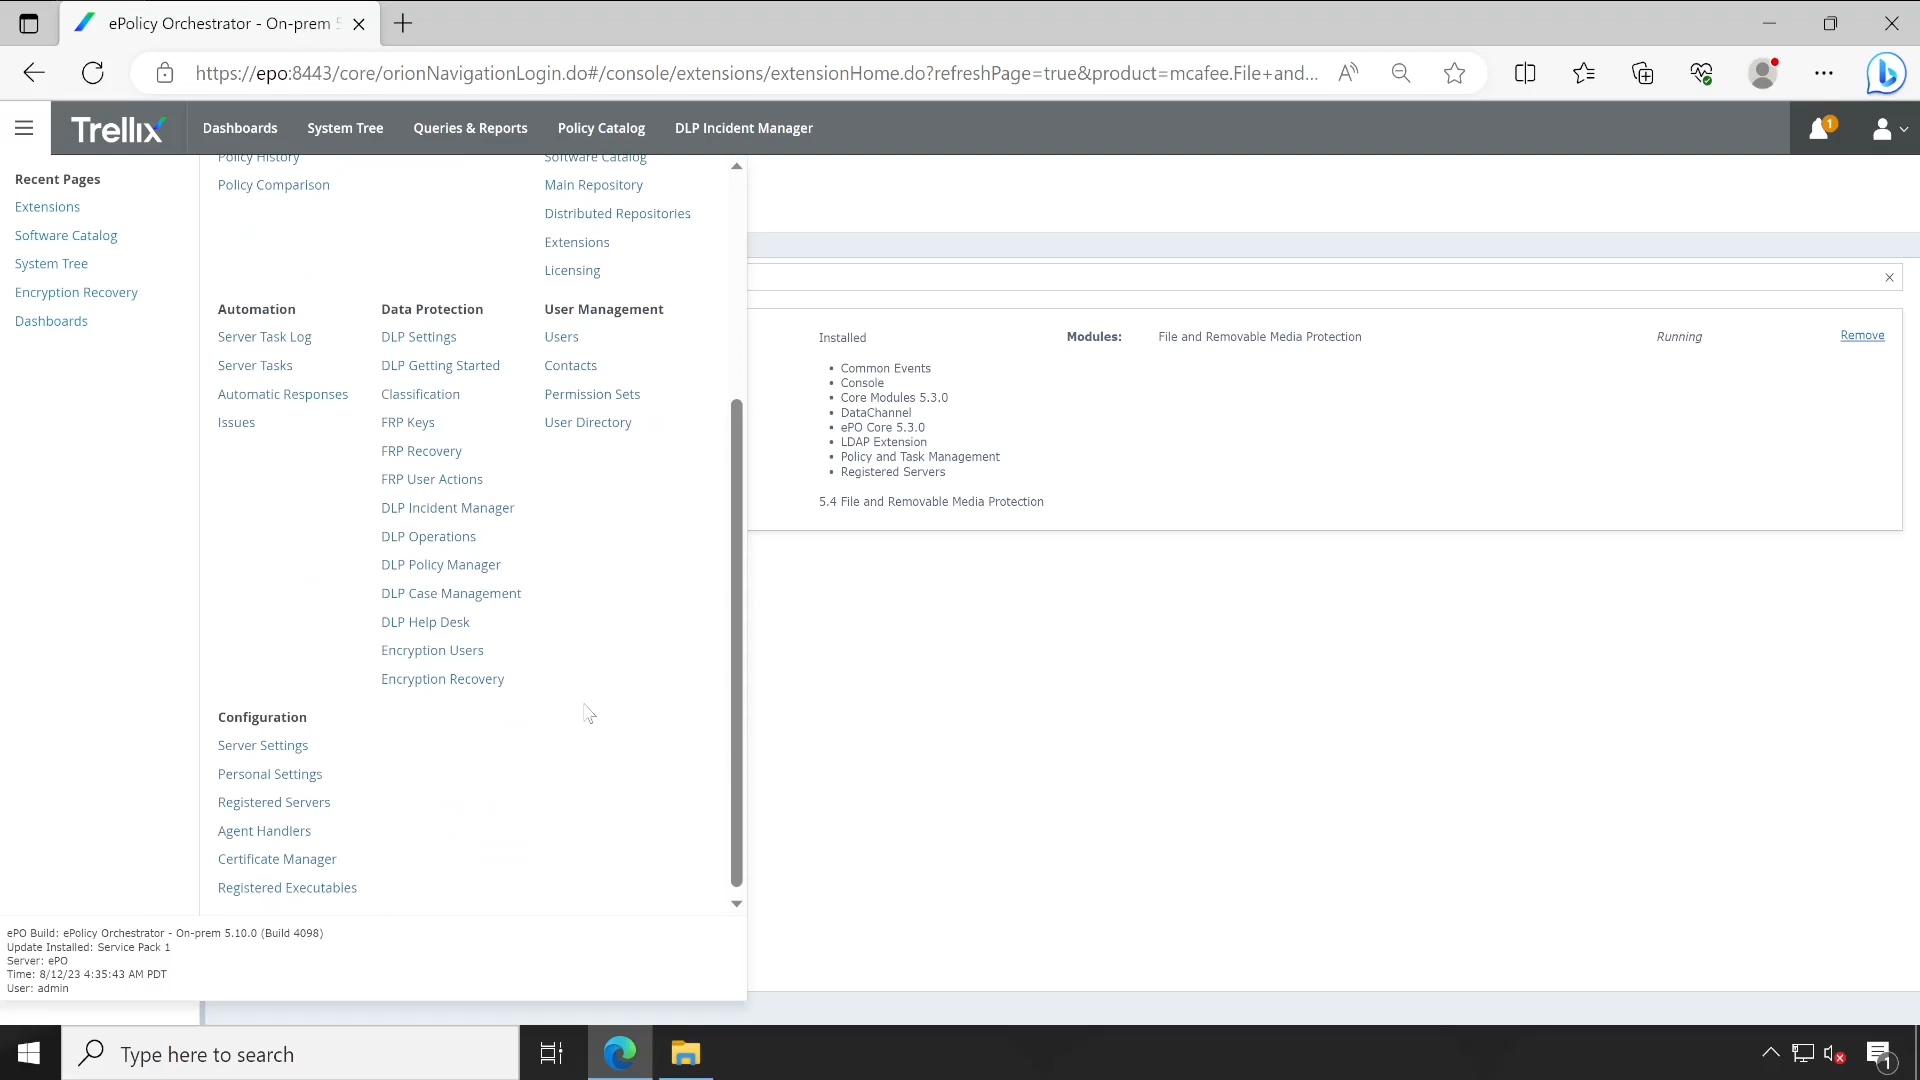 ePolicy Orchestrator - On-prem 5
https://epo:8443/core/orionNavigationLogin.do#/console/extensions/extensionHome.do?refreshPage=true&product=mcafee.File+and...
Trellix
Dashboards
System Tree
Queries & Reports
Policy Catalog
DLP Incident Manager
1
Recent Pages
Extensions
Software Catalog
System Tree
Encryption Recovery
Dashboards
Policy History
Policy Comparison
Software Catalog
Main Repository
Distributed Repositories
Extensions
Licensing
Automation
Server Task Log
Server Tasks
Automatic Responses
Issues
Data Protection
DLP Settings
DLP Getting Started
Classification
FRP Keys
FRP Recovery
FRP User Actions
DLP Incident Manager
DLP Operations
DLP Policy Manager
DLP Case Management
DLP Help Desk
Encryption Users
Encryption Recovery
User Management
Users
Contacts
Permission Sets
User Directory
Configuration
Server Settings
Personal Settings
Registered Servers
Agent Handlers
Certificate Manager
Registered Executables
Installed
• Common Events
• Console
• Core Modules 5.3.0
• DataChannel
• ePO Core 5.3.0
• LDAP Extension
• Policy and Task Management
• Registered Servers
5.4 File and Removable Media Protection
Modules:
File and Removable Media Protection
Running
Remove
ePO Build: ePolicy Orchestrator - On-prem 5.10.0 (Build 4098)
Update Installed: Service Pack 1
Server: ePO
Time: 8/12/23 4:35:43 AM PDT
User: admin
Type here to search
1